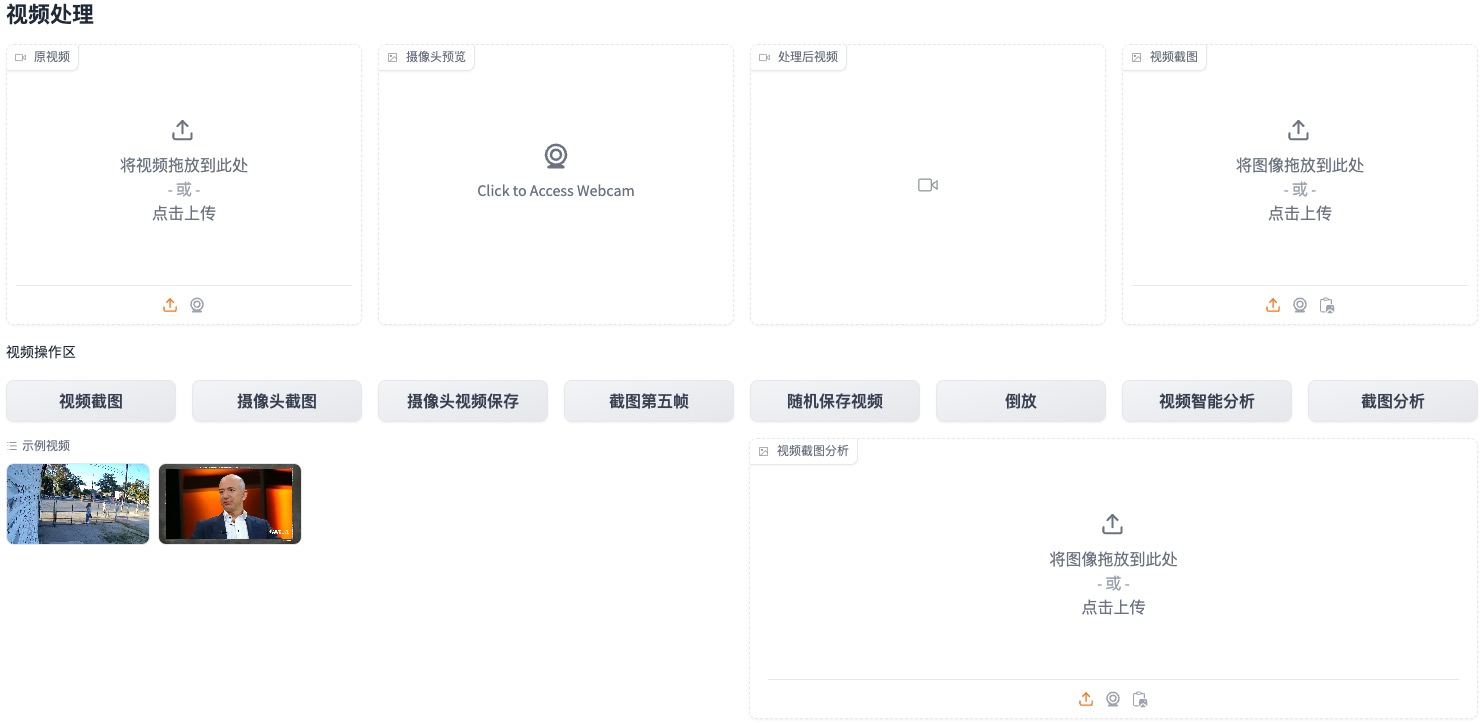 视频处理
原视频
将视频拖放到此处
- 或 -
点击上传
摄像头预览
Click to Access Webcam
处理后视频
视频截图
将图像拖放到此处
- 或 -
点击上传
视频操作区
视频截图
摄像头截图
摄像头视频保存
截图第五帧
随机保存视频
倒放
视频智能分析
截图分析
示例视频
视频截图分析
将图像拖放到此处
- 或 -
点击上传